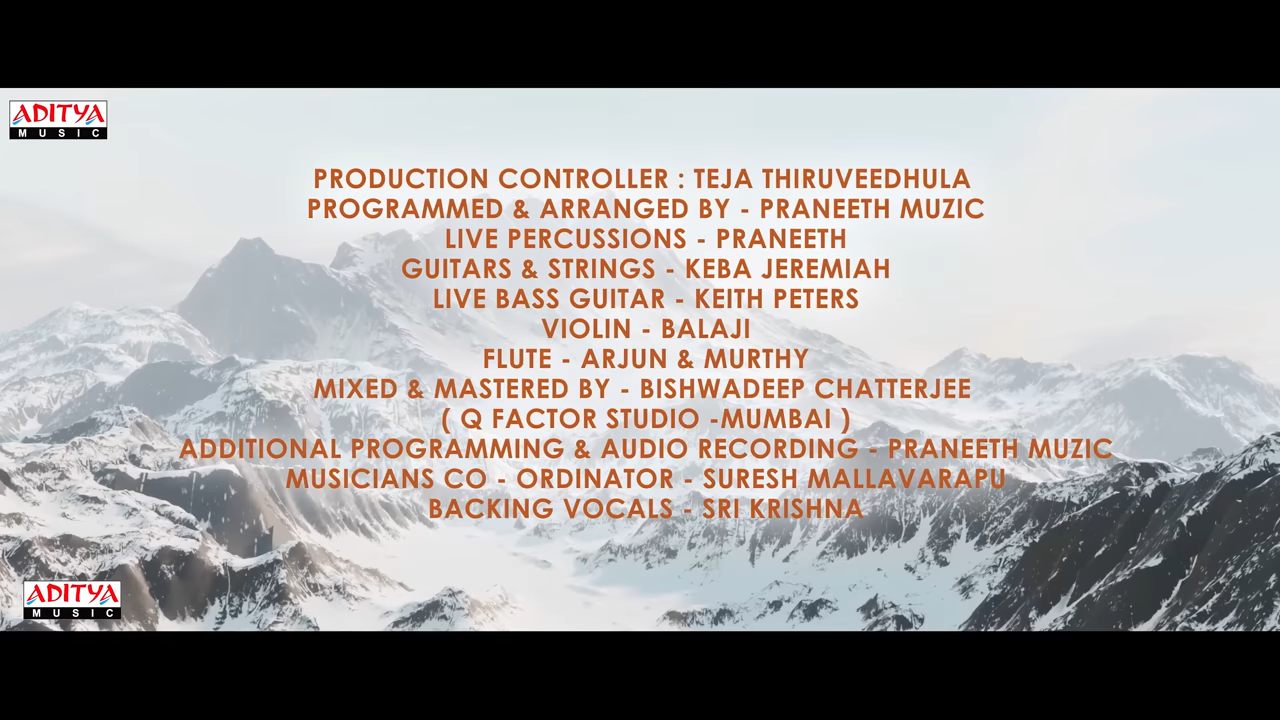 ADITYA
MUSIC
PRODUCTION CONTROLLER : TEJA THIRUVEEDHULA
PROGRAMMED & ARRANGED BY - PRANEETH MUZIC
LIVE PERCUSSIONS - PRANEETH
GUITARS & STRINGS - KEBA JEREMIAH
LIVE BASS GUITAR - KEITH PETERS
VIOLIN - BALAJI
FLUTE - ARJUN & MURTHY
MIXED & MASTERED BY - BISHWADEEP CHATTERJEE
( Q FACTOR STUDIO -MUMBAI )
ADDITIONAL PROGRAMMING & AUDIO RECORDING - PRANEETH MUZIC
MUSICIANS CO - ORDINATOR - SURESH MALLAVARAPU
BACKING VOCALS - SRI KRISHNA
ADITYA
MUSIC